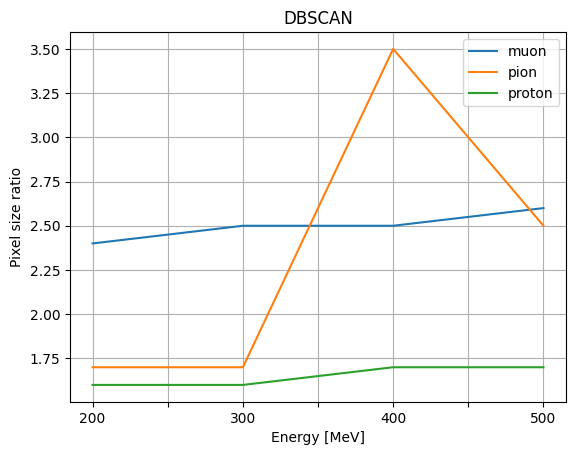 DBSCAN
muon
pion
proton
Pixel size ratio
3.50
3.25
3.00
2.75
2.50
2.25
2.00
1.75
200
300
400
500
Energy [MeV]